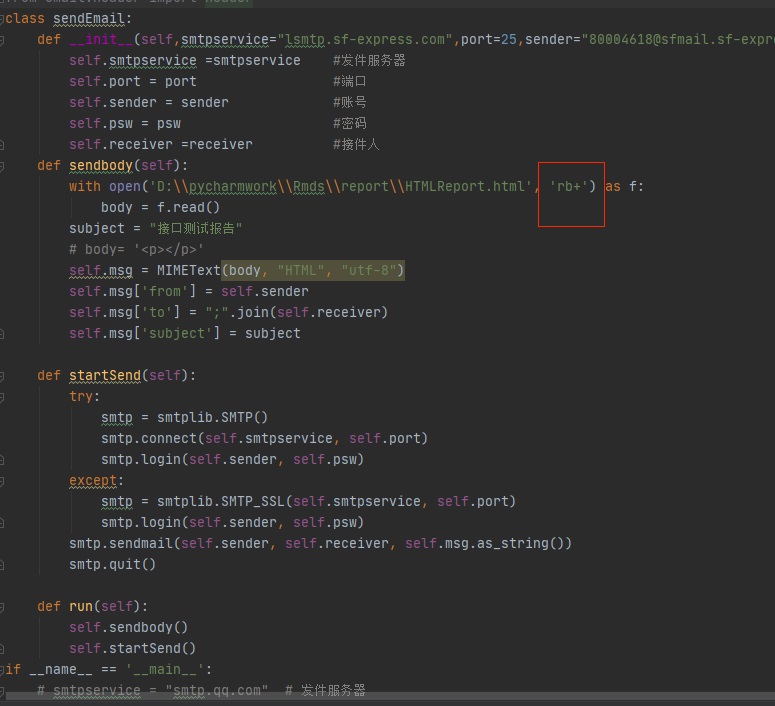 class sendEmail:
def __init__(self,smtpservice="lsmtp.sf-express.com",port=25,sender="80004618@sfmail.sf-expre
self.smtpservice =smtpservice #发件服务器
self.port = port #端口
self.sender = sender #账号
self.psw = psw #密码
self.receiver =receiver #接件人
def sendbody(self):
with open('D:\\pycharmwork\\Rmds\\report\\HTMLReport.html', 'rb+') as f:
body = f.read()
subject = "接口测试报告"
# body= '<p></p>'
self.msg = MIMEText(body, "HTML", "utf-8")
self.msg['from'] = self.sender
self.msg['to'] = ";".join(self.receiver)
self.msg['subject'] = subject
def startSend(self):
try:
smtp = smtplib.SMTP()
smtp.connect(self.smtpservice, self.port)
smtp.login(self.sender, self.psw)
except:
smtp = smtplib.SMTP_SSL(self.smtpservice, self.port)
smtp.login(self.sender, self.psw)
smtp.sendmail(self.sender, self.receiver, self.msg.as_string())
smtp.quit()
def run(self):
self.sendbody()
self.startSend()
if __name__ == '__main__':
# smtpservice = "smtp.qq.com" # 发件服务器